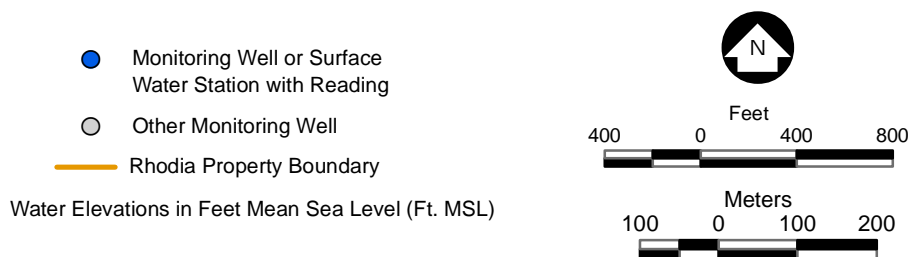 Monitoring Well or Surface
Water Station with Reading
Other Monitoring Well
Rhodia Property Boundary
Water Elevations in Feet Mean Sea Level (Ft. MSL)
N
Feet
400 0 400 800
Meters
100 0 100 200